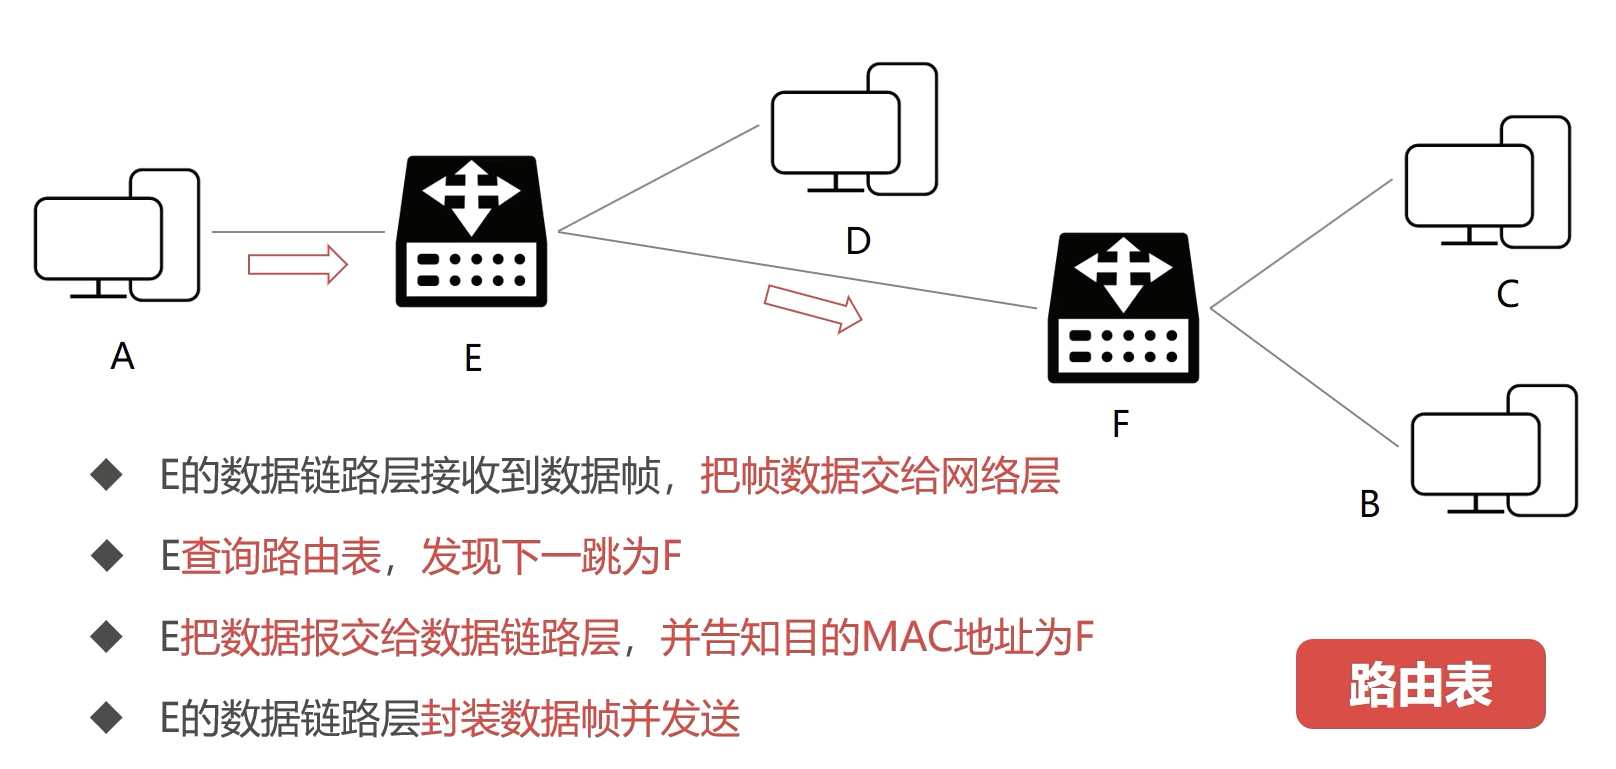 D
C
A
E
F
B
E的数据链路层接收到数据帧，把帧数据交给网络层
E查询路由表，发现下一跳为F
E把数据报交给数据链路层，并告知目的MAC地址为F
E的数据链路层封装数据帧并发送
路由表